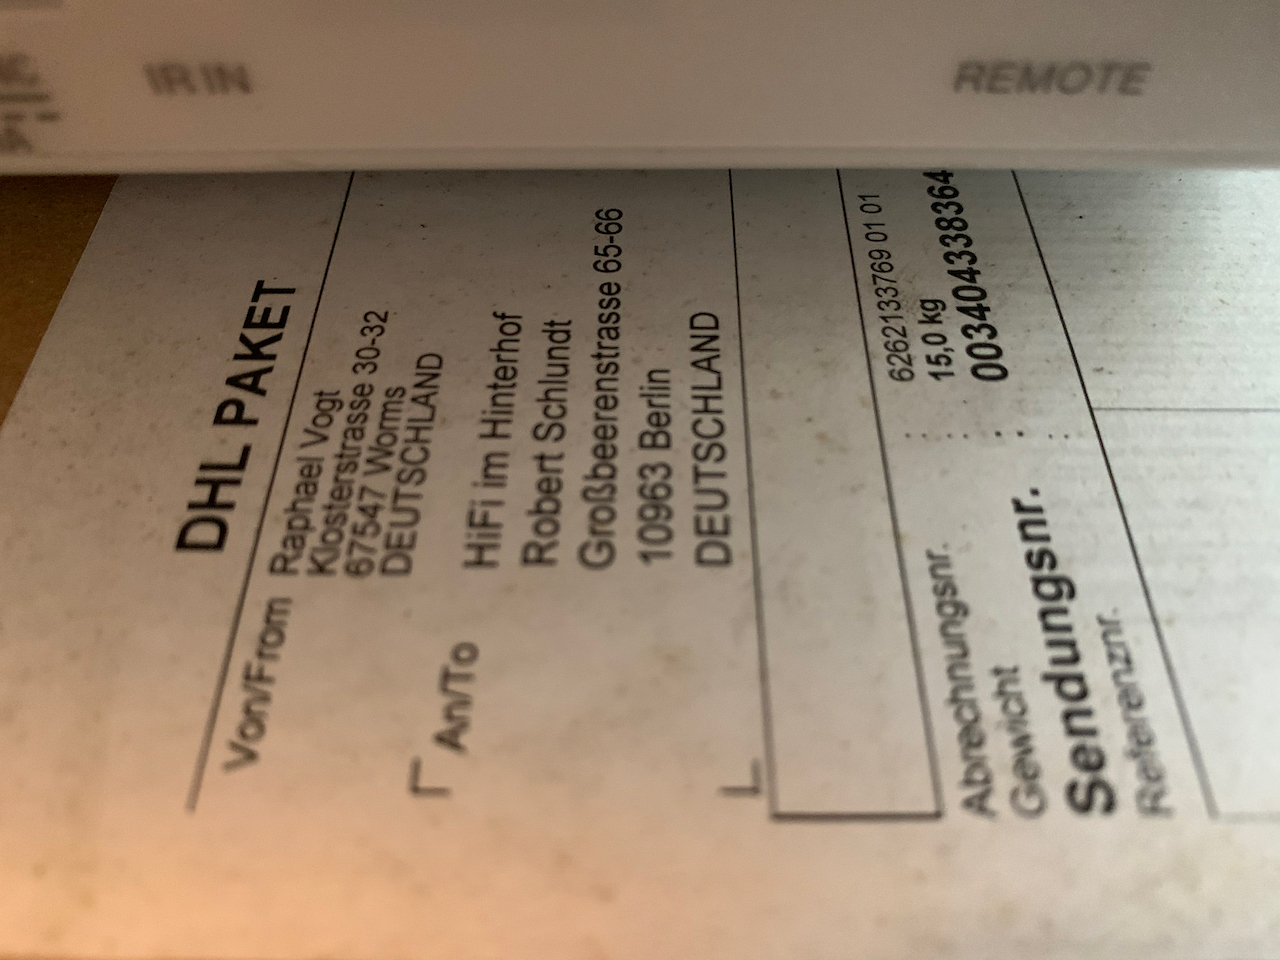 IR IN
REMOTE
DHL PAKET
Von/From Raphael Vogt
Klosterstrasse 30-32
67547 Worms
DEUTSCHLAND
An/To HiFi im Hinterhof
Robert Schlundt
Großbeerenstrasse 65-66
10963 Berlin
DEUTSCHLAND
Abrechnungsnr. : 6262133769 01 01
Gewicht : 15,0 kg
Sendungsnr. : 003404338364
Referenznr. :